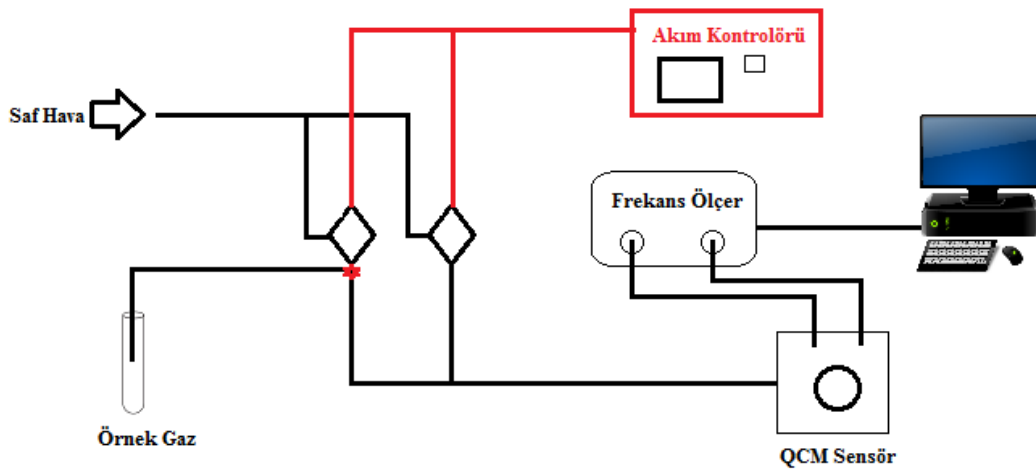 Akım Kontrolörü
Saf Hava
Frekans Ölçer
Örnek Gaz
QCM Sensör